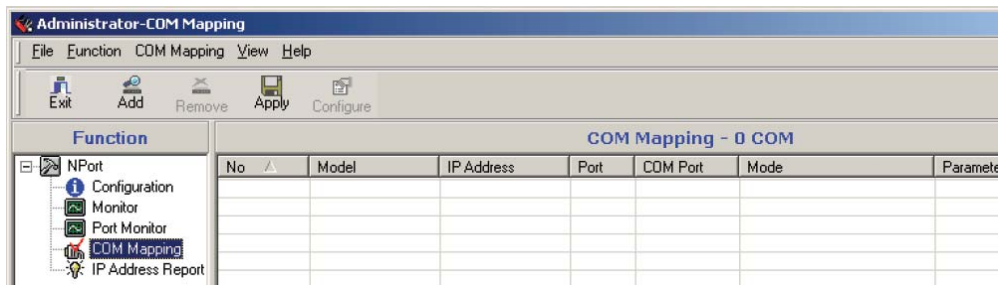 Administrator-COM Mapping
File Function COM Mapping View Help
Exit Add Remove Apply Configure
Function
COM Mapping - 0 COM
No Model IP Address Port COM Port Mode Paramete
NPort
Configuration
Monitor
Port Monitor
COM Mapping
IP Address Report